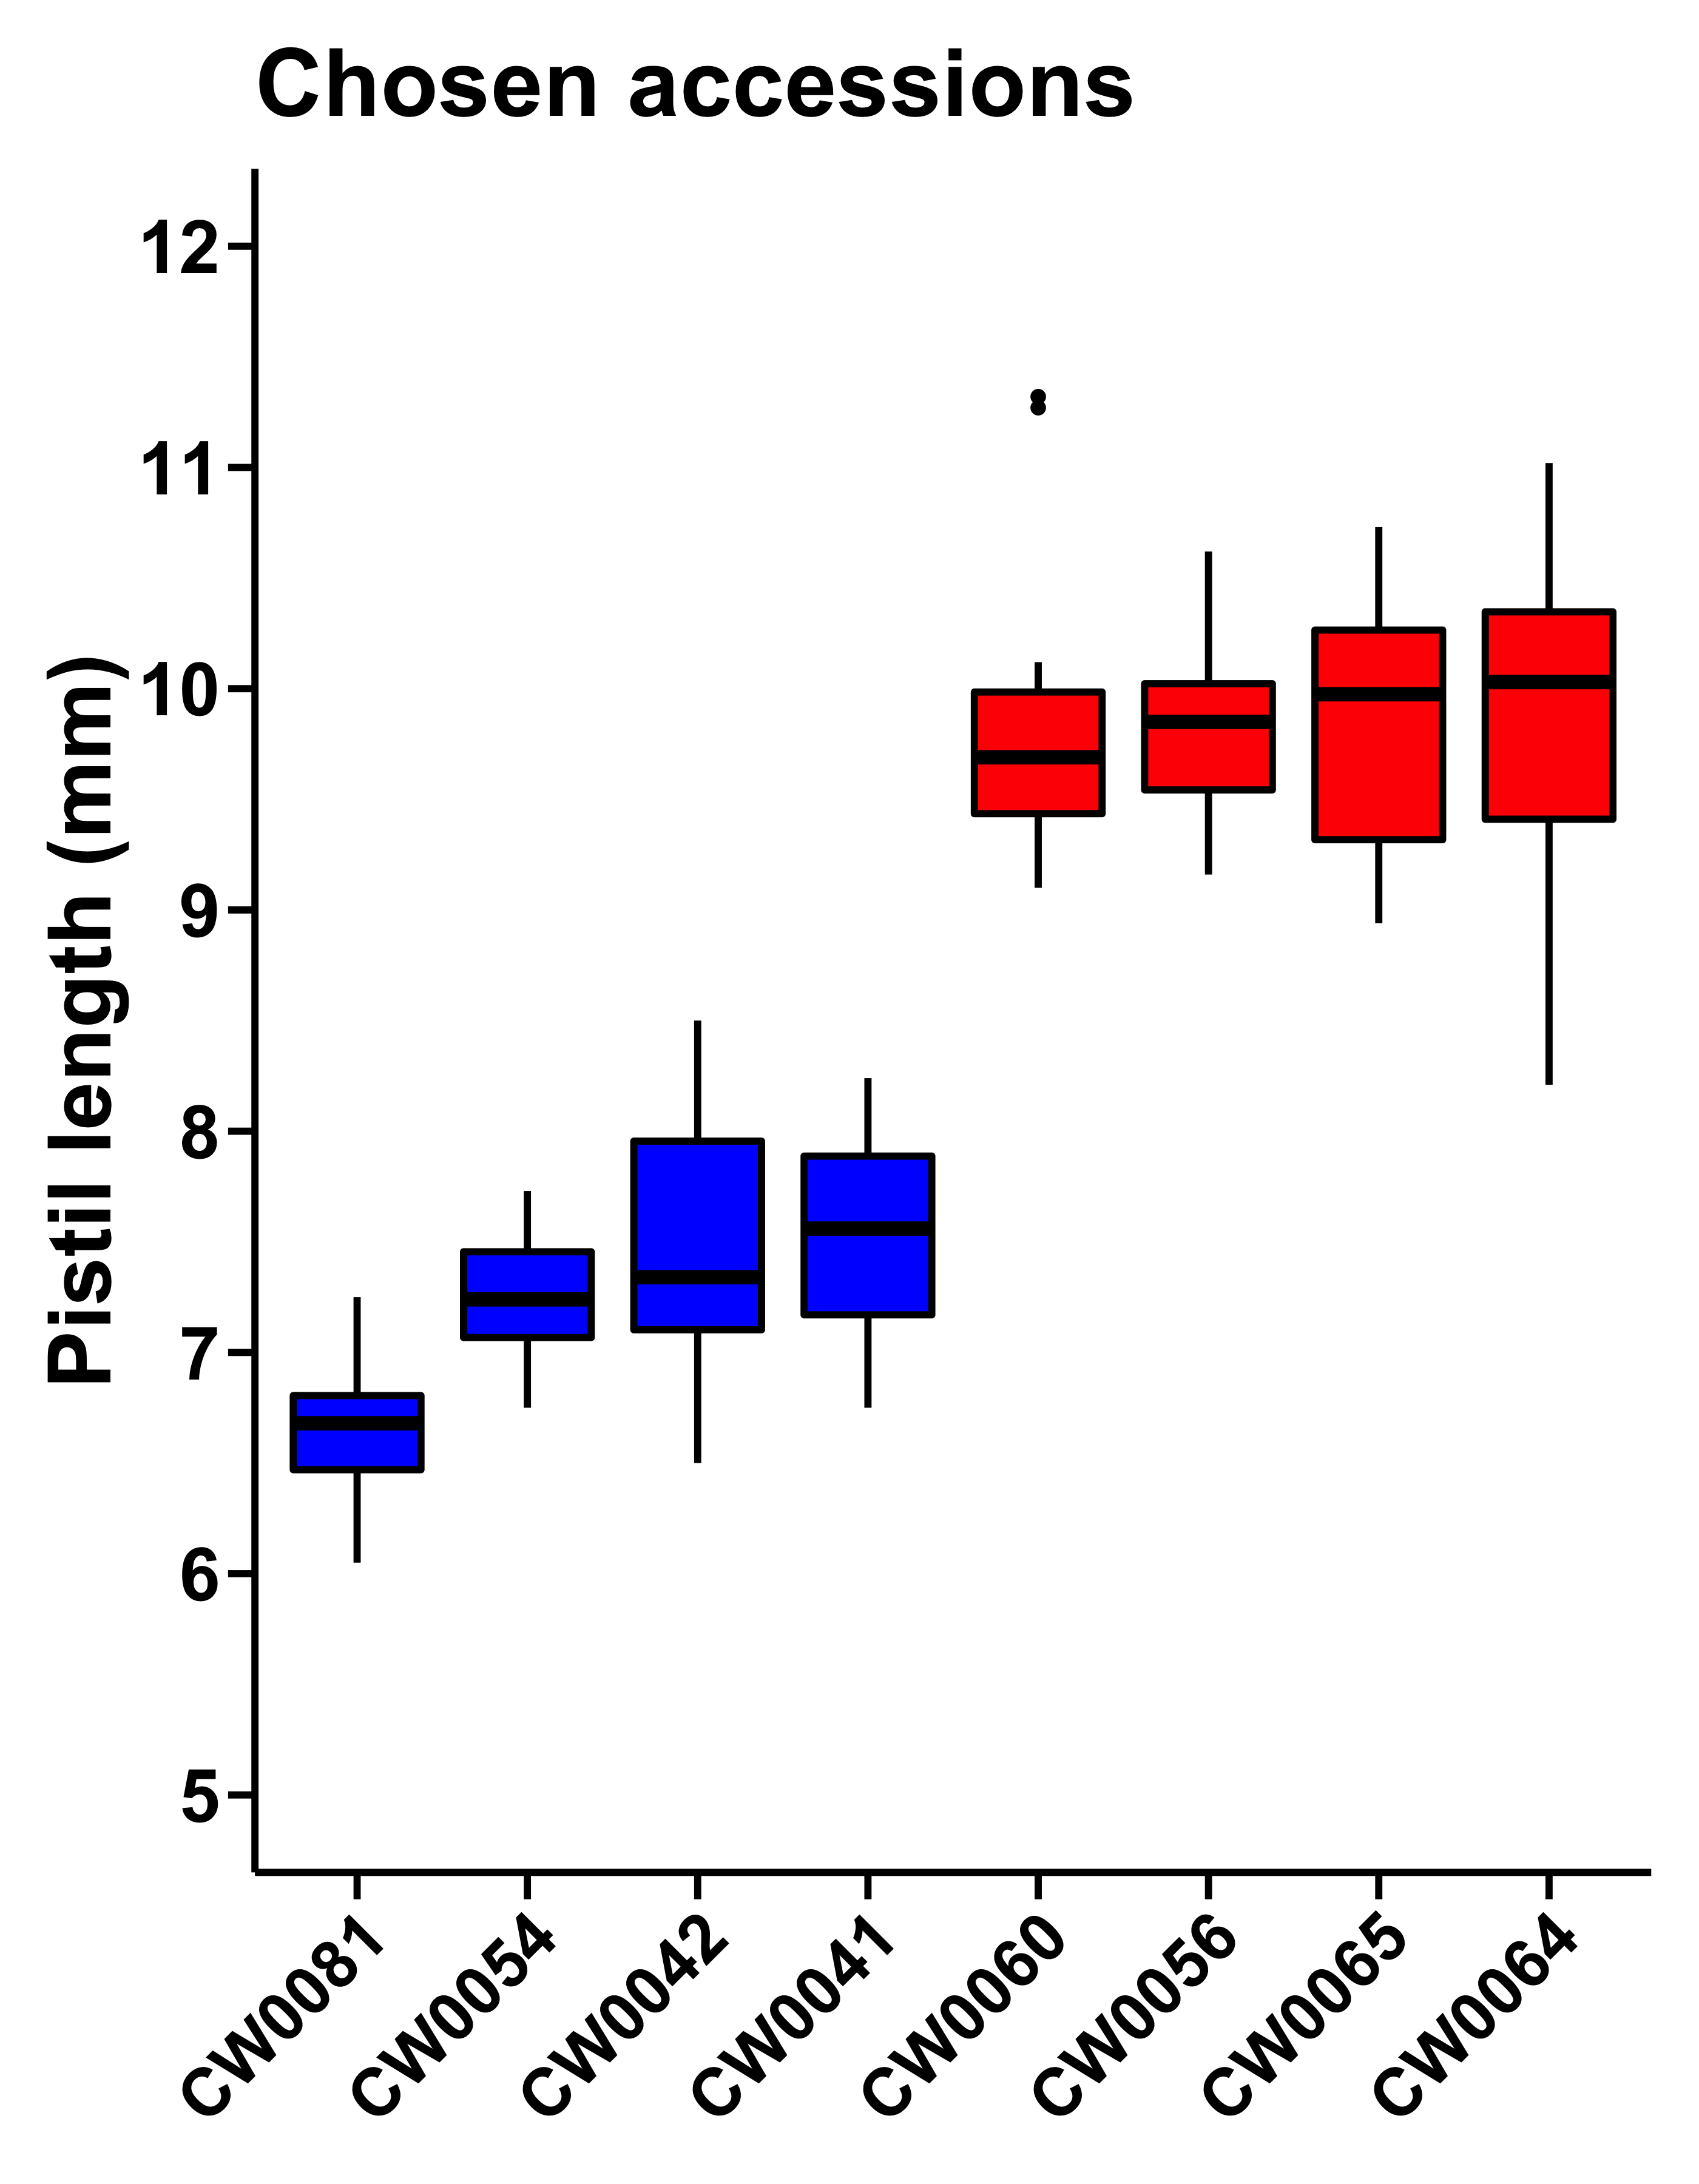 Chosen accessions
Pistil length (mm)
12
11
10
9
8
7
6
5
CW0081
CW0054
CW0042
CW0041
CW0060
CW0056
CW0065
CW0064